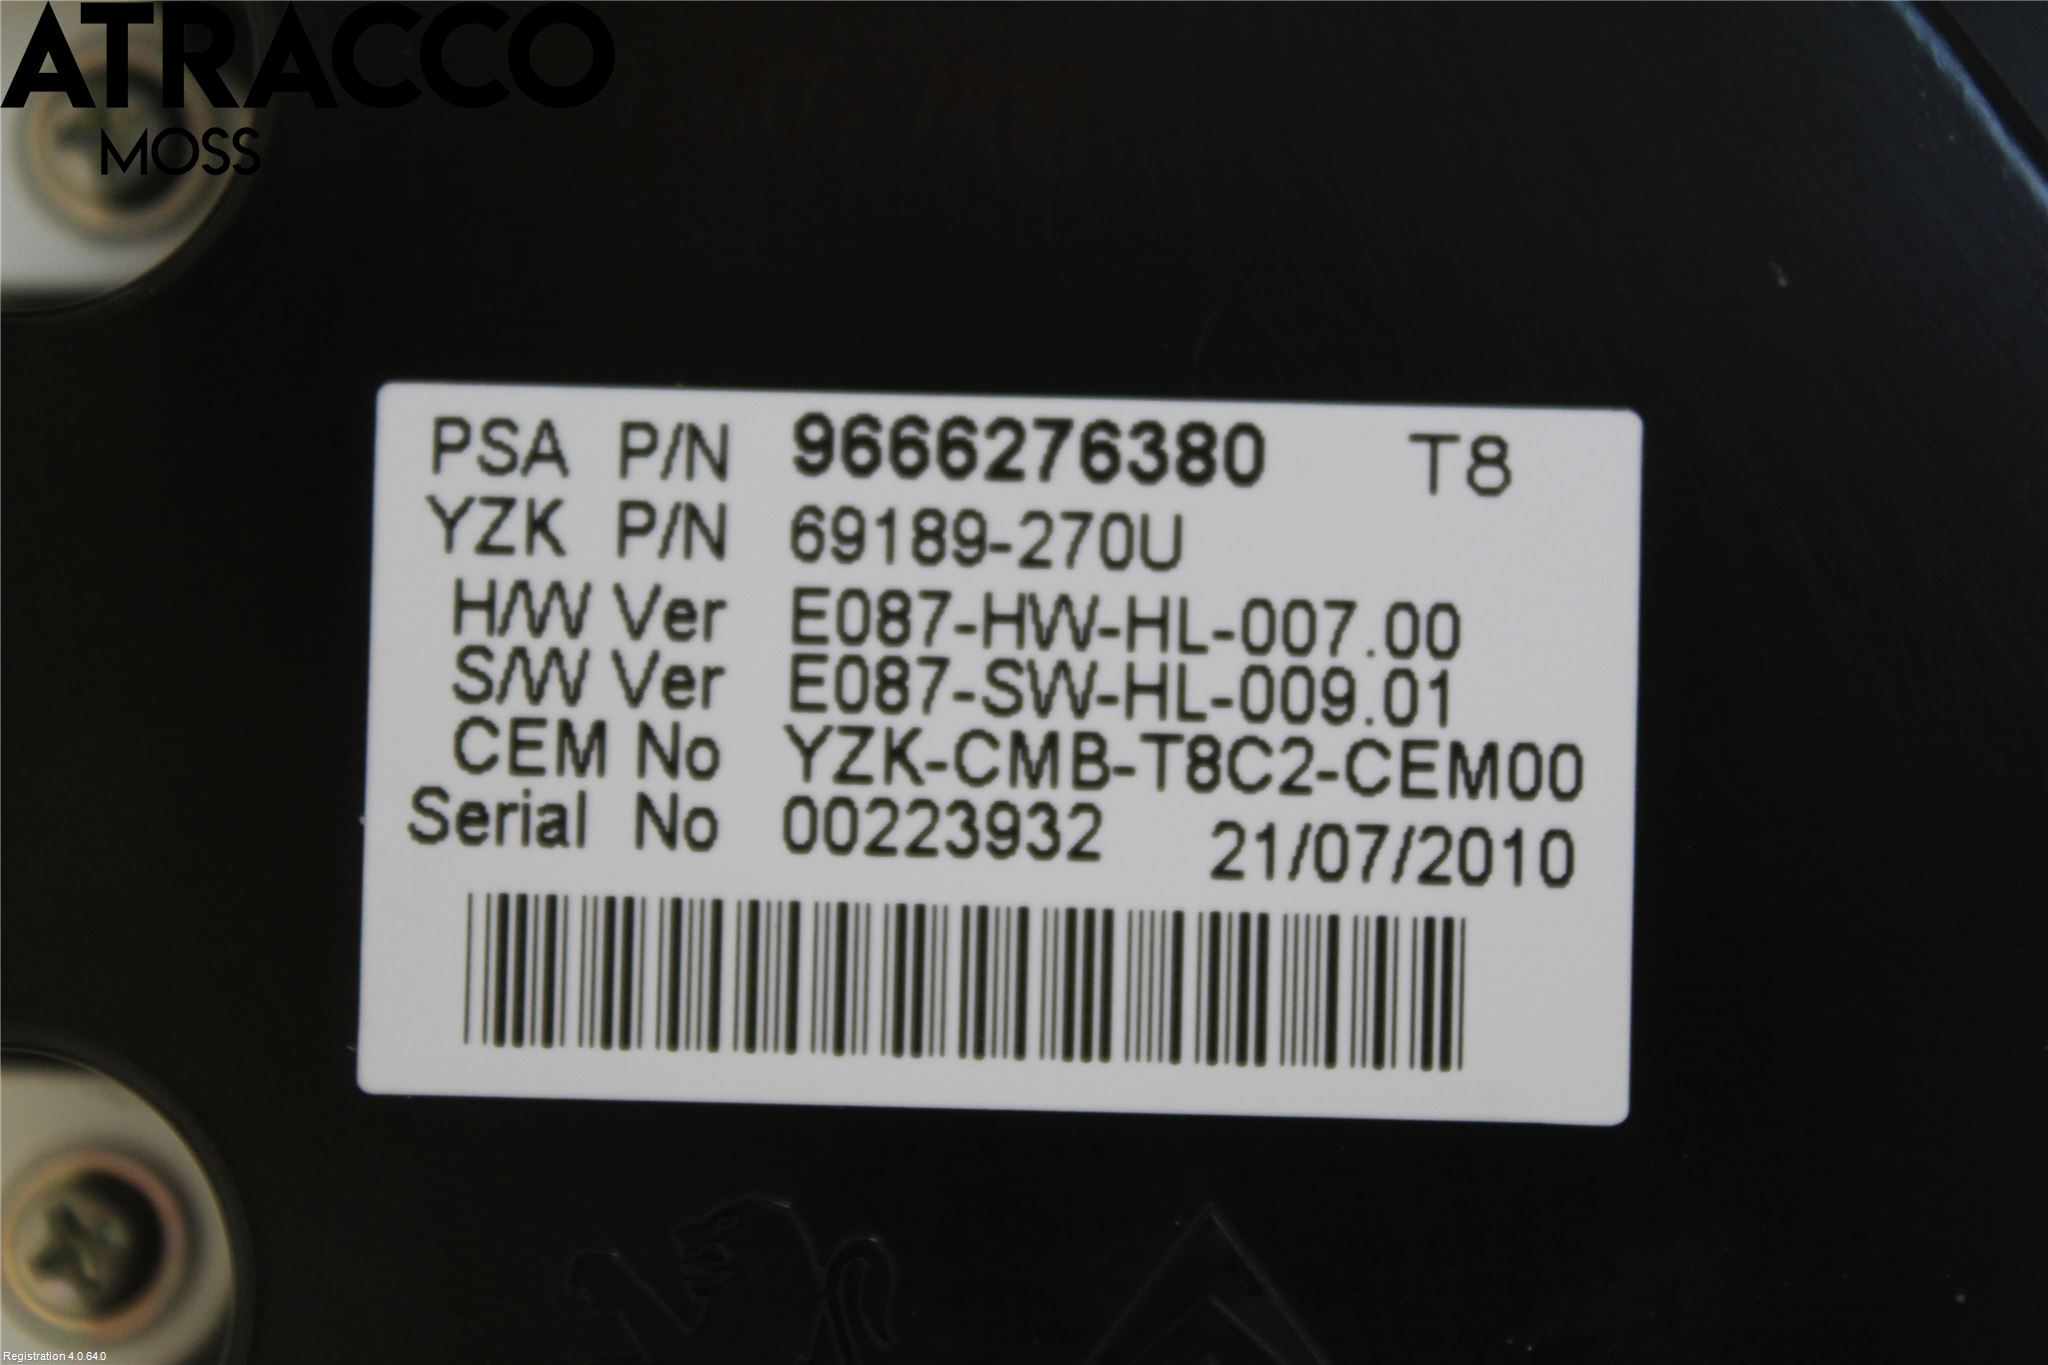 ATRACCO
MOSS
PSA P/N 9666276380 T8
YZK P/N 69189-270U
H/W Ver E087-HW-HL-007.00
S/W Ver E087-SW-HL-009.01
CEM No YZK-CMB-T8C2-CEM00
Serial No 00223932 21/07/2010
Registration 4.0.64.0